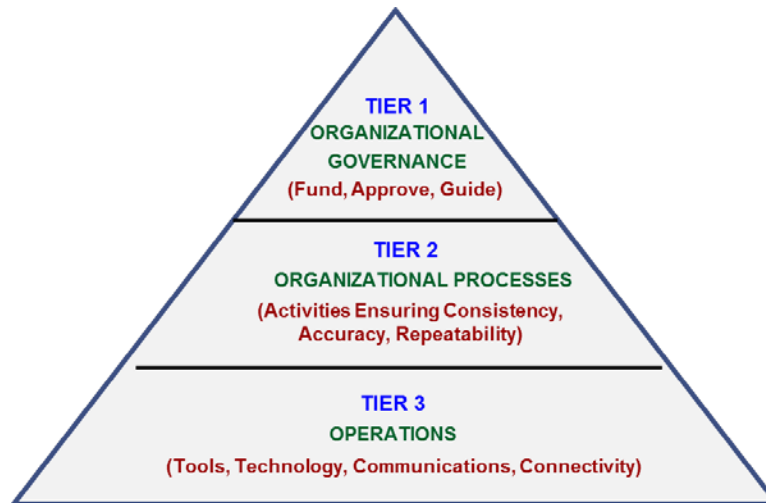 TIER 1
ORGANIZATIONAL
GOVERNANCE
(Fund, Approve, Guide)
TIER 2
ORGANIZATIONAL PROCESSES
(Activities Ensuring Consistency,
Accuracy, Repeatability)
TIER 3
OPERATIONS
(Tools, Technology, Communications, Connectivity)